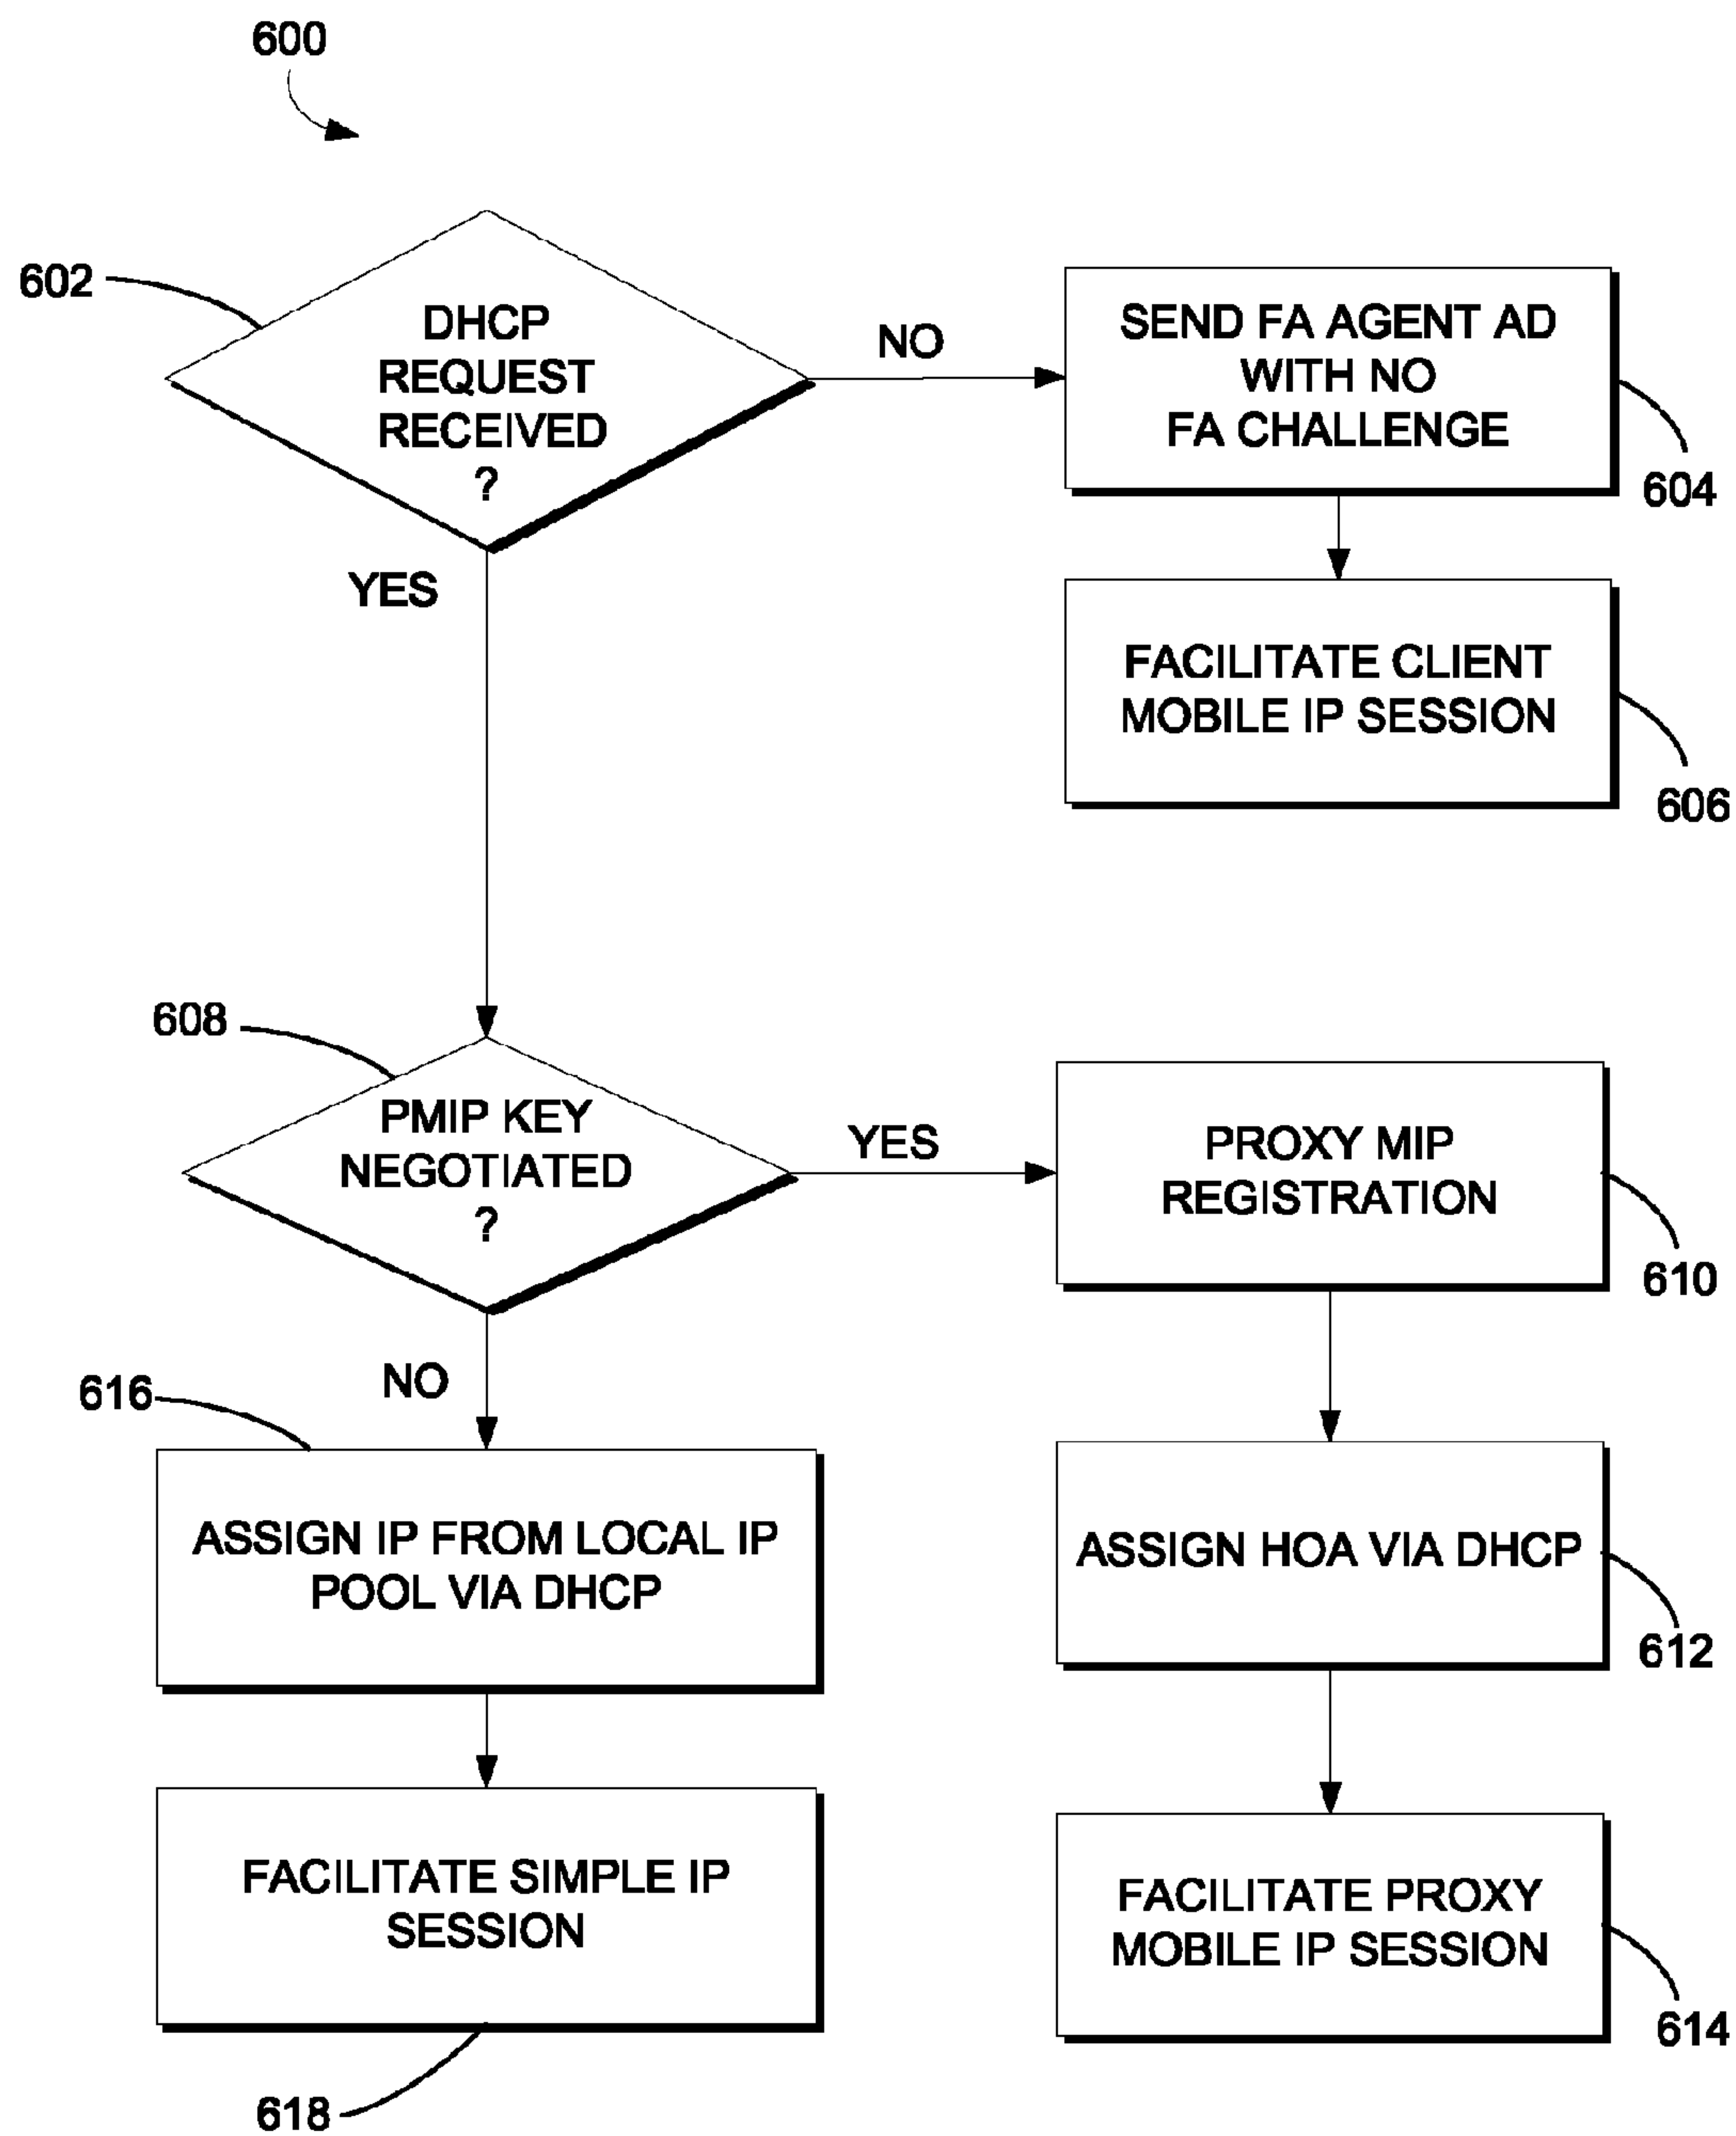 600
602
DHCP
REQUEST
RECEIVED
?
NO
SEND FA AGENT AD
WITH NO
FA CHALLENGE
604
YES
FACILITATE CLIENT
MOBILE IP SESSION
606
608
PMIP KEY
NEGOTIATED
?
YES
PROXY MIP
REGISTRATION
610
NO
616
ASSIGN IP FROM LOCAL IP
POOL VIA DHCP
ASSIGN HOA VIA DHCP
612
FACILITATE SIMPLE IP
SESSION
618
FACILITATE PROXY
MOBILE IP SESSION
614